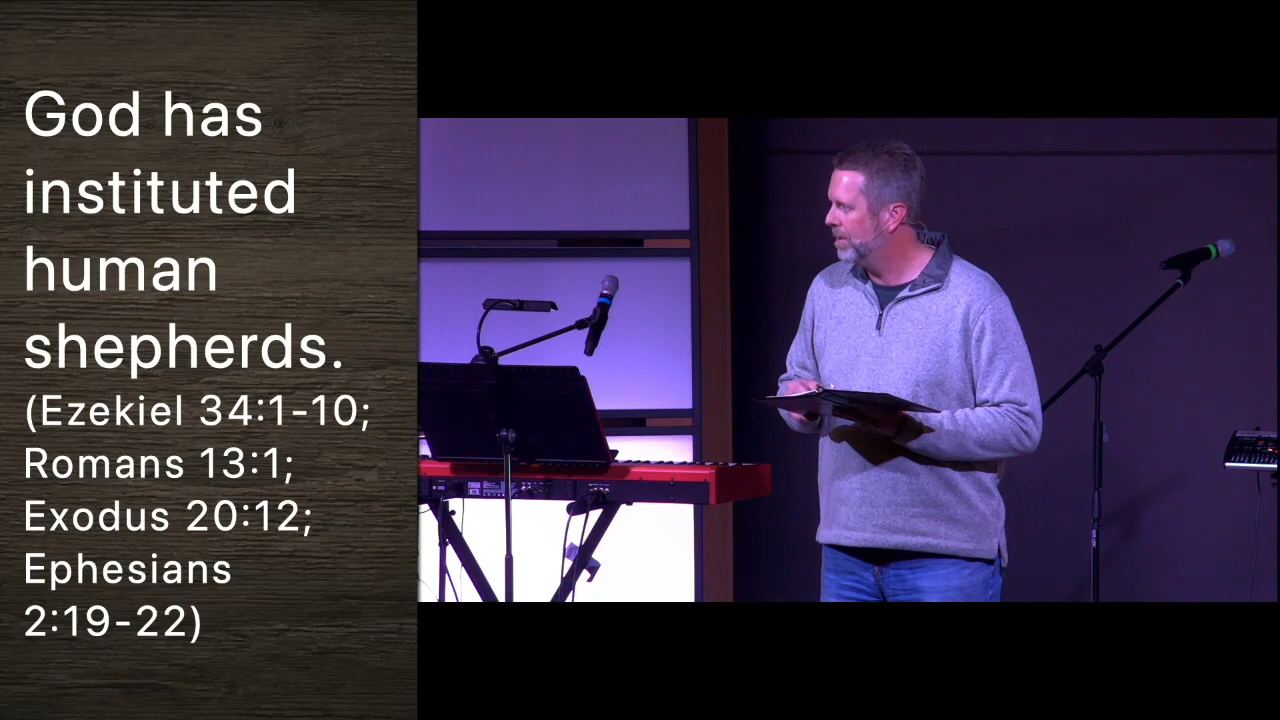 God has
instituted
human
shepherds.
(Ezekiel 34:1-10;
Romans 13:1;
Exodus 20:12;
Ephesians
2:19-22)